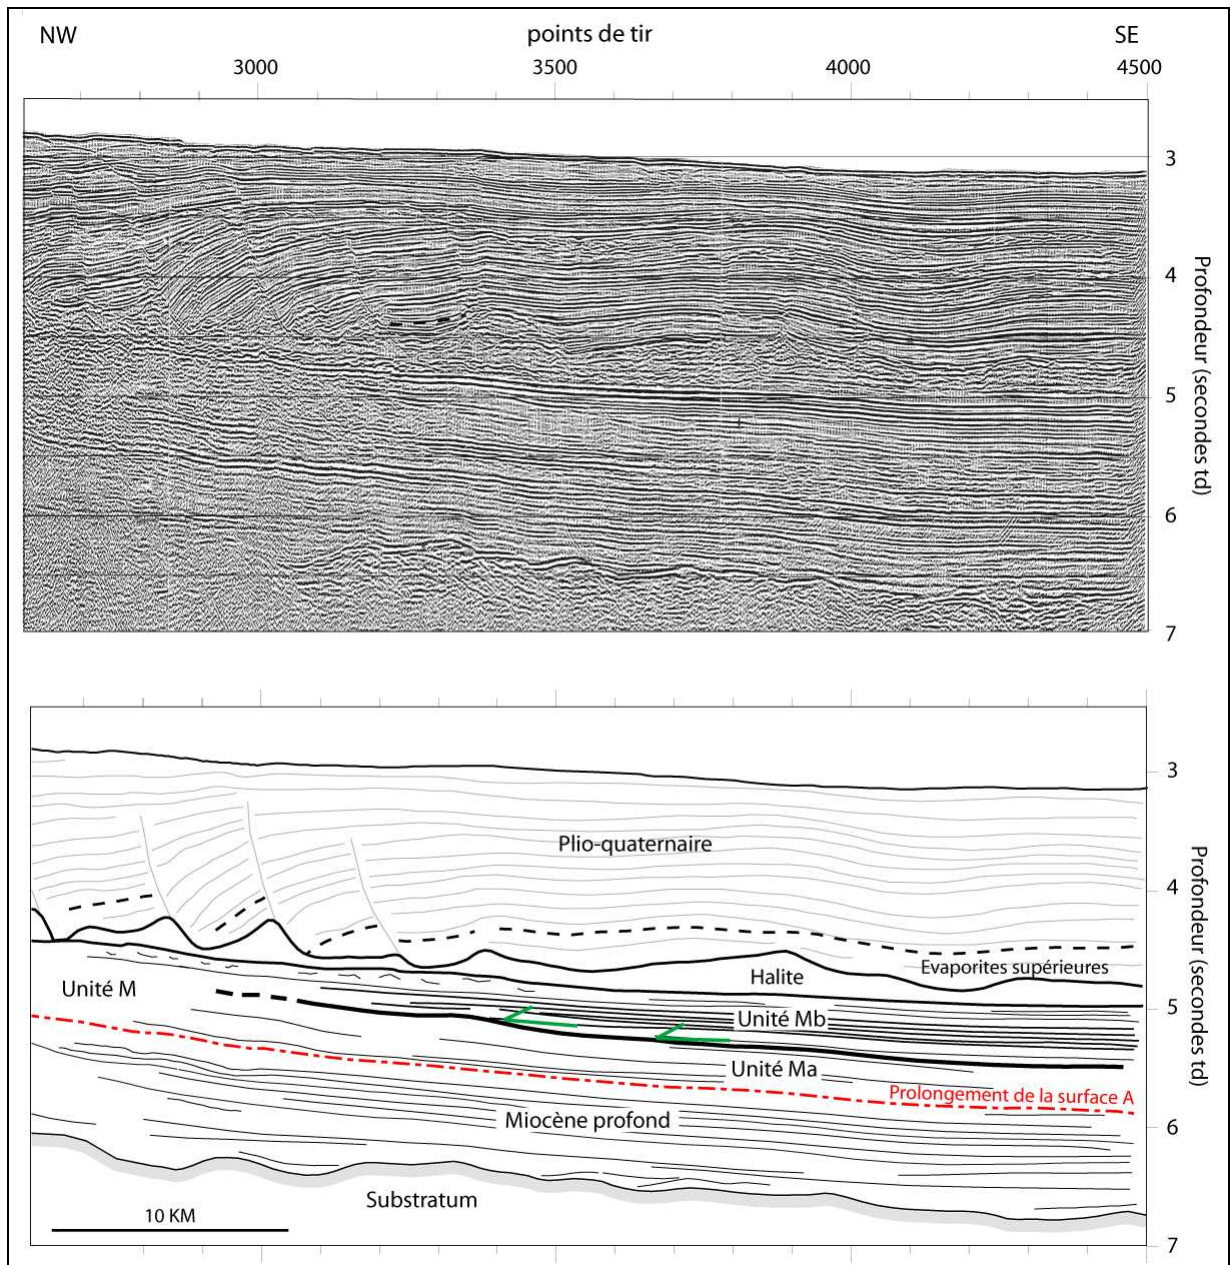 NW points de tir SE
3000 3500 4000 4500
3
4
5
6
7
Profondeur (secondes td)
3
4
5
6
7
Profondeur (secondes td)
Plio-quaternaire
Evaporites supérieures
Halite
Unité M
Unité Mb
Unité Ma
Prolongement de la surface A
Miocène profond
Substratum
10 KM